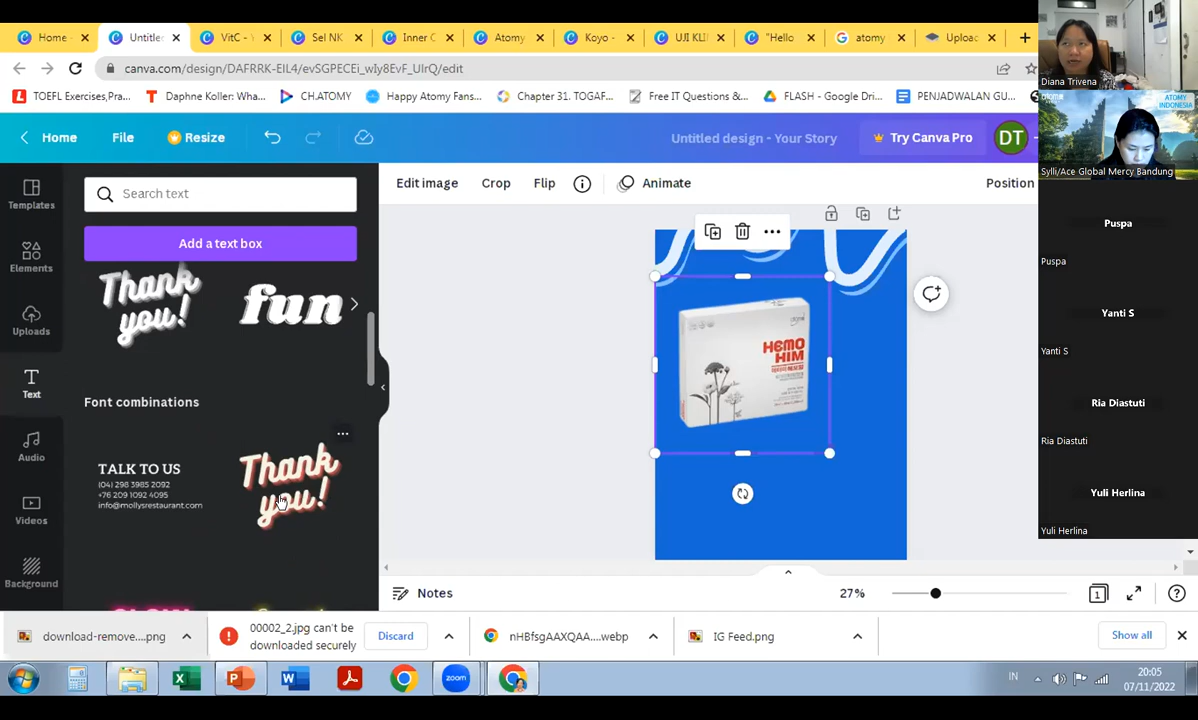 Home -
Untitle
VitC - V
Sel NK
Inner C
Atomy
Koyo -
UJI KLI
"Hello
atomy
Uploa
canva.com/design/DAFRRK-EIL4/evSGPECEi_wIy8EvF_UlrQ/edit
TOEFL Exercises,Pra...
Daphne Koller: Wha...
CH.ATOMY
Happy Atomy Fans...
Chapter 31. TOGAF...
Free IT Questions &...
FLASH - Google Driv...
PENJADWALAN GU...
Home
File
Resize
Untitled design - Your Story
Try Canva Pro
DT
Templates
Elements
Uploads
Text
Audio
Videos
Background
Search text
Add a text box
Thank you!
fun
Font combinations
TALK TO US
(04) 298 3985 2092
+76 209 1092 4095
info@mollysrestaurant.com
Thank you!
GLOW
Edit image
Crop
Flip
Animate
Position
atomy
HEMO
HIM
Notes
27%
1
download-remove....png
00002_2.jpg can't be
downloaded securely
Discard
nHBfsgAAXQAA....webp
IG Feed.png
Show all
IN
20:05
07/11/2022
Diana Trivena
ATOMY
INDONESIA
Sylli/Ace Global Mercy Bandung
Puspa
Puspa
Yanti S
Yanti S
Ria Diastuti
Ria Diastuti
Yuli Herlina
Yuli Herlina